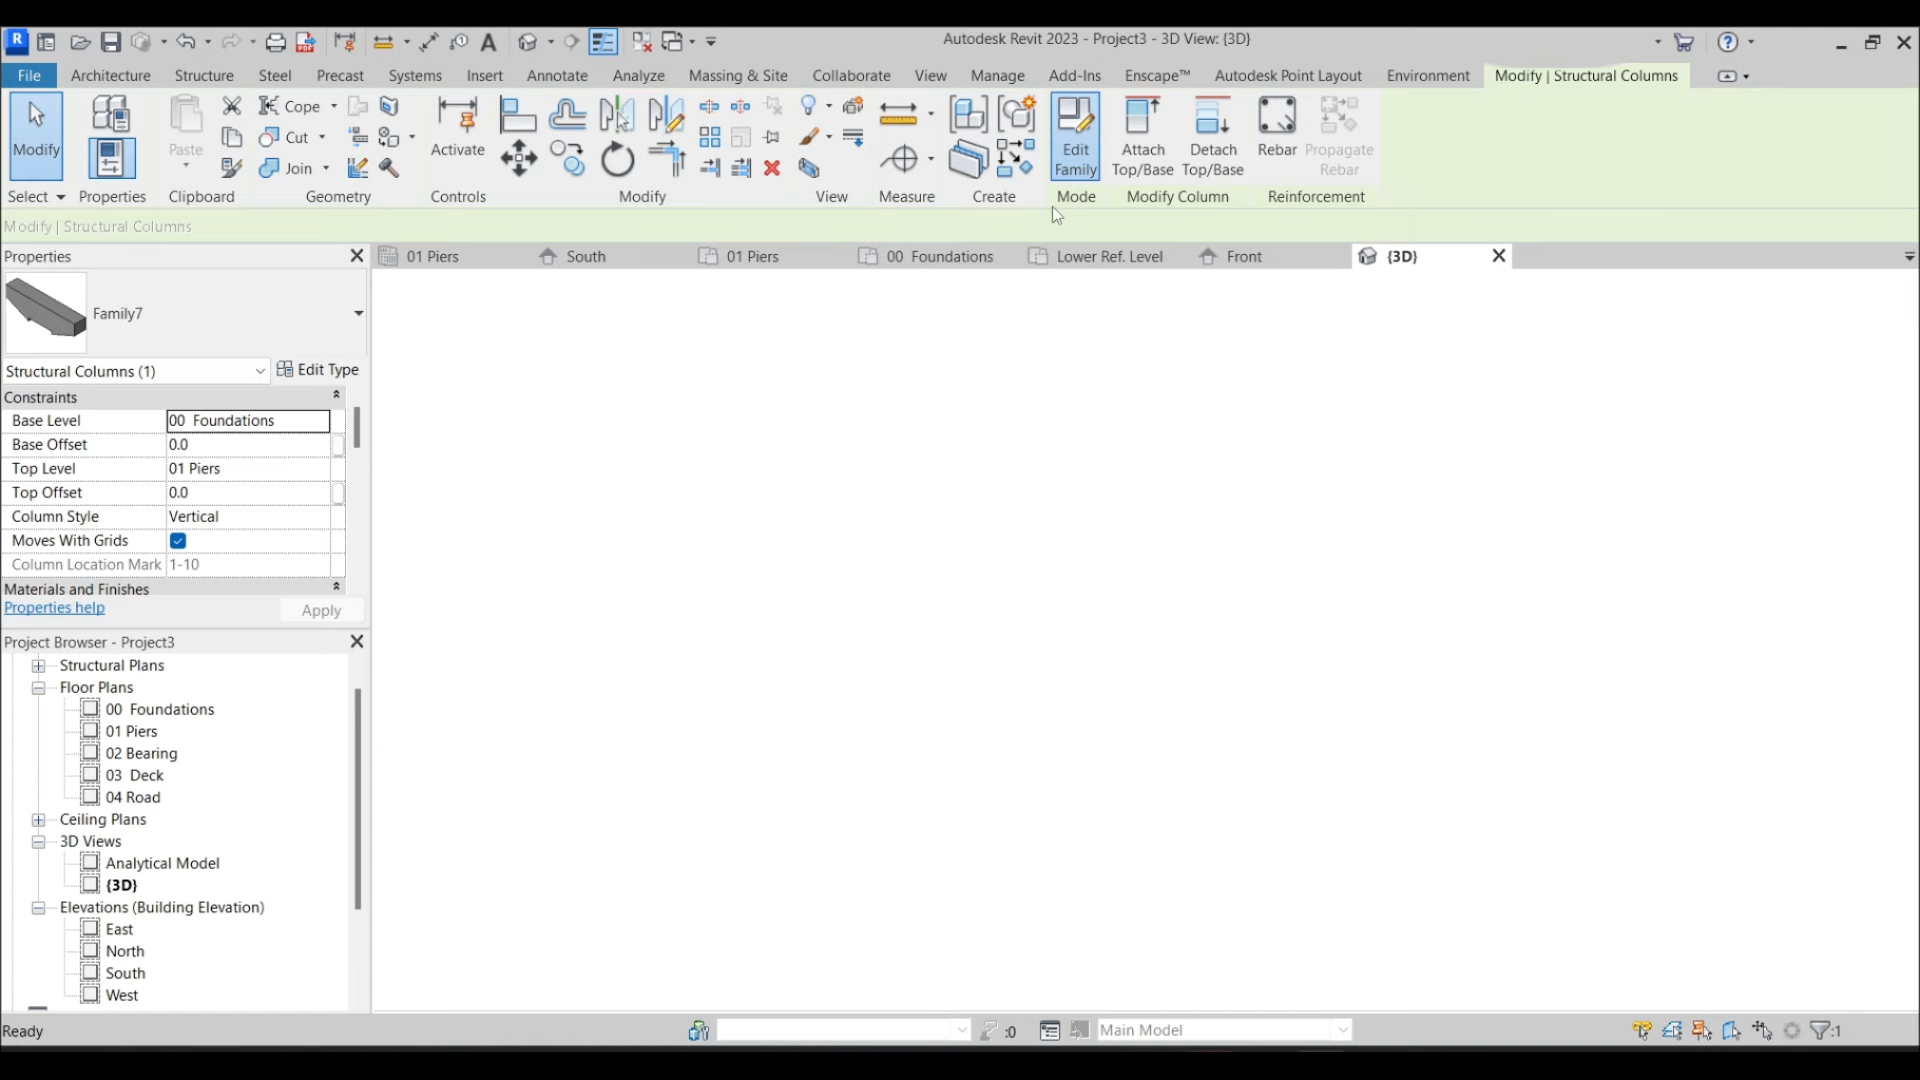 Autodesk Revit 2023 - Project3 - 3D View: {3D}
File Architecture Structure Steel Precast Systems Insert Annotate Analyze Massing & Site Collaborate View Manage Add-Ins Enscape™ Autodesk Point Layout Environment Modify | Structural Columns
Modify
Select
Properties
Paste
Clipboard
Cope
Cut
Join
Geometry
Activate
Controls
Modify
View
Measure
Create
Edit
Family
Mode
Attach
Top/Base
Detach
Top/Base
Modify Column
Rebar
Propagate
Rebar
Reinforcement
Modify | Structural Columns
Properties
01 Piers South 01 Piers 00 Foundations Lower Ref. Level Front {3D}
Family7
Structural Columns (1) Edit Type
Constraints
Base Level 00 Foundations
Base Offset 0.0
Top Level 01 Piers
Top Offset 0.0
Column Style Vertical
Moves With Grids
Column Location Mark 1-10
Materials and Finishes
Properties help Apply
Project Browser - Project3
Structural Plans
Floor Plans
00 Foundations
01 Piers
02 Bearing
03 Deck
04 Road
Ceiling Plans
3D Views
Analytical Model
{3D}
Elevations (Building Elevation)
East
North
South
West
Ready :0 Main Model :1